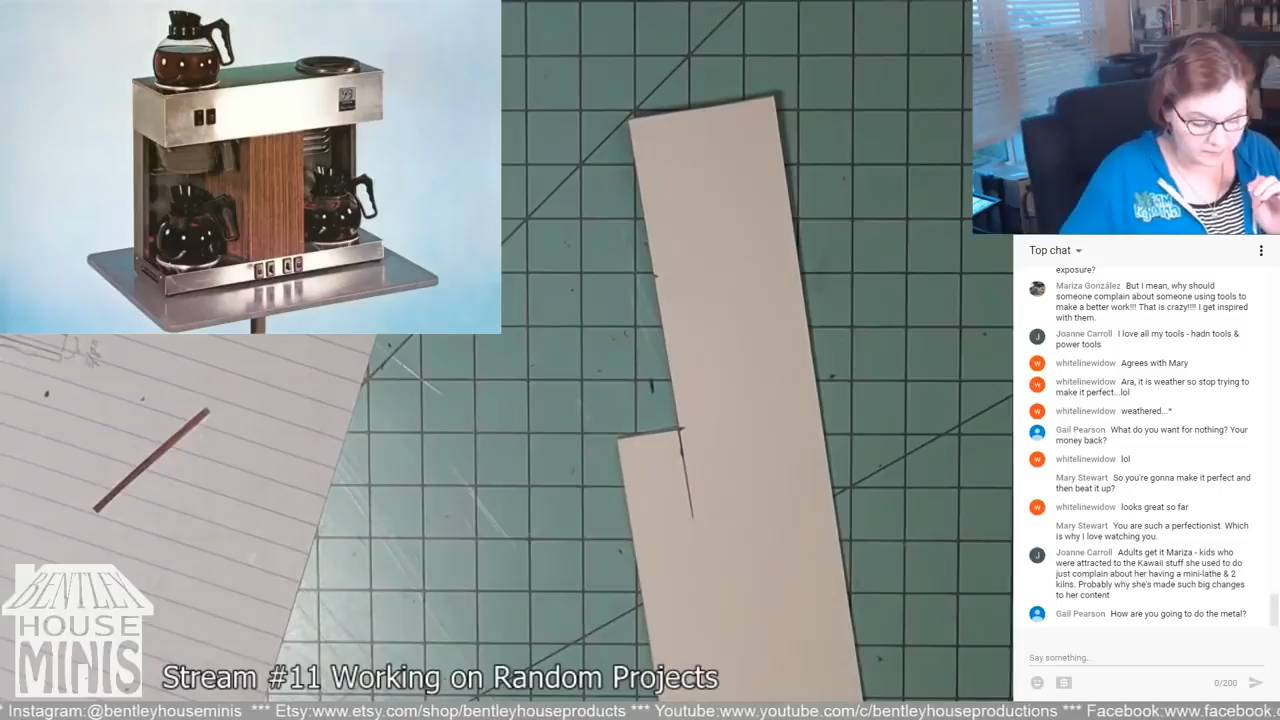 Top chat
exposure?
Mariza González But I mean, why should
someone complain about someone using tools to
make a better work!!! That is crazy!!!! I get inspired
with them.
Joanne Carroll I love all my tools - hadn tools &
power tools
whitelinewidow Agrees with Mary
whitelinewidow Ara, it is weather so stop trying to
make it perfect...lol
whitelinewidow weathered...*
Gail Pearson What do you want for nothing? Your
money back?
whitelinewidow lol
Mary Stewart So you're gonna make it perfect and
then beat it up?
whitelinewidow looks great so far
Mary Stewart You are such a perfectionist. Which
is why I love watching you.
Joanne Carroll Adults get it Mariza - kids who
were attracted to the Kawaii stuff she used to do
just complain about her having a mini-lathe & 2
kilns. Probably why she's made such big changes
to her content
Gail Pearson How are you going to do the metal?
Say something...
0/200
BENTLEY
HOUSE
MINIS
Stream #11 Working on Random Projects
* Instagram:@bentleyhouseminis *** Etsy:www.etsy.com/shop/bentleyhouseproducts *** Youtube:www.youtube.com/c/bentleyhouseproductions *** Facebook:www.facebook.c